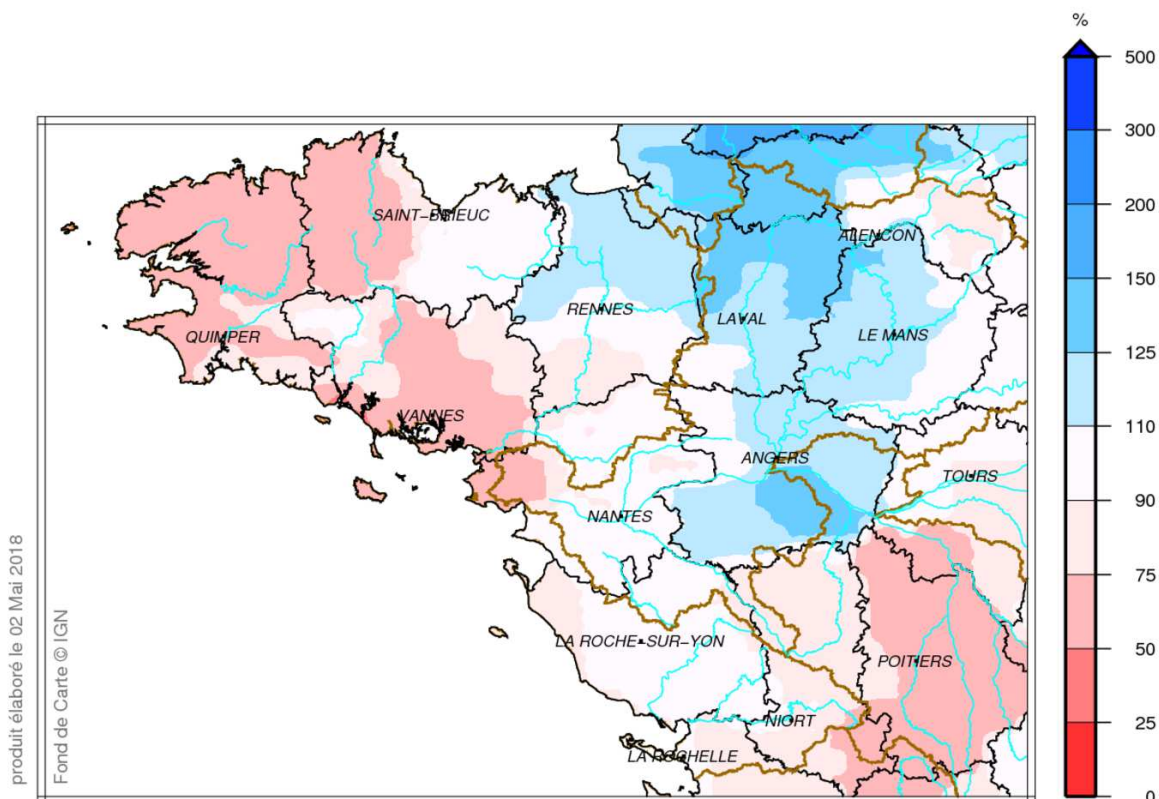 %
500
300
200
150
125
110
90
75
50
25
0
SAINT-BRIEUC
ALENCON
RENNES
LAVAL
LE MANS
QUIMPER
VANNES
ANGERS
TOURS
NANTES
LA ROCHE-SUR-YON
POITIERS
NIORT
LA ROCHELLE
produit élaboré le 02 Mai 2018
Fond de Carte © IGN